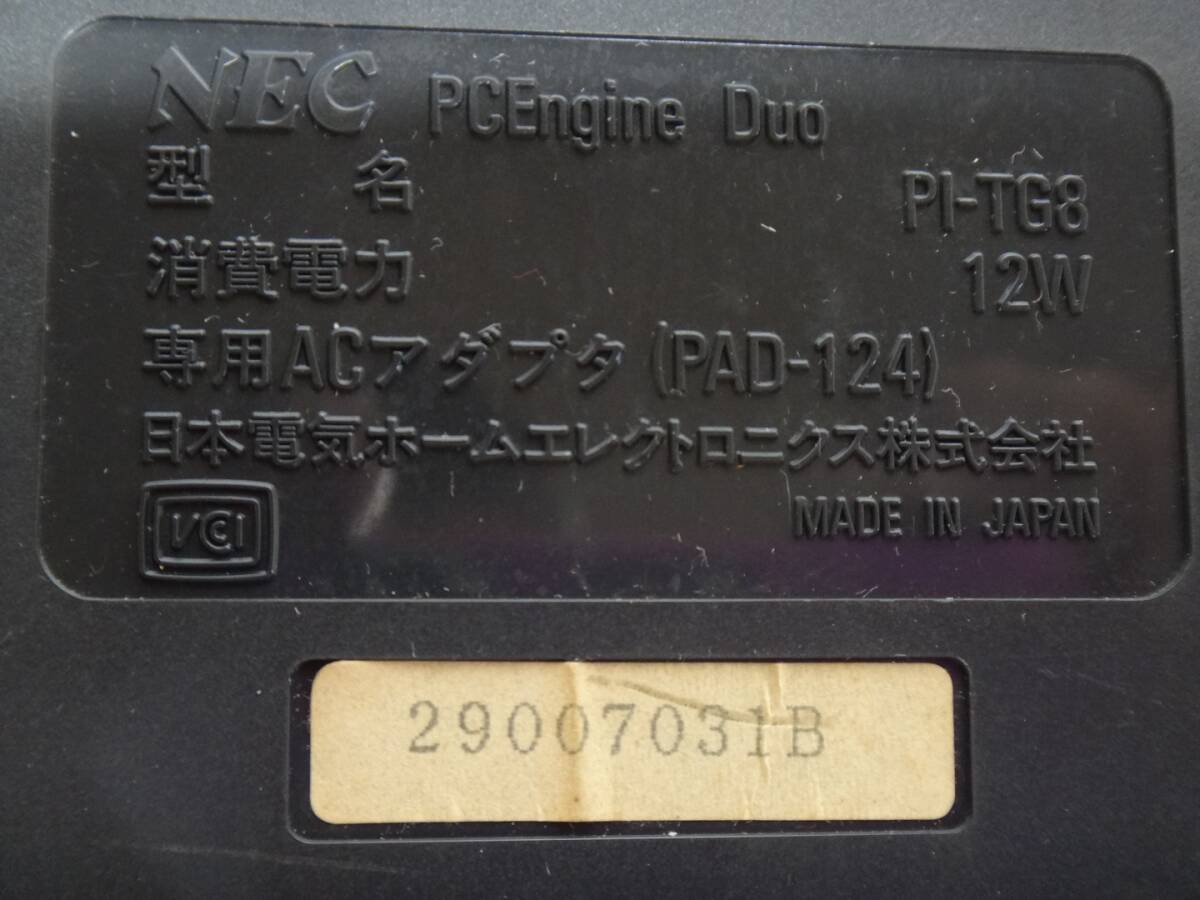 NEC PCEngine Duo
型名 PI-TG8
消費電力 12W
専用ACアダプタ(PAD-124)
日本電気ホームエレクトロニクス株式会社
VCI MADE IN JAPAN
29007031B